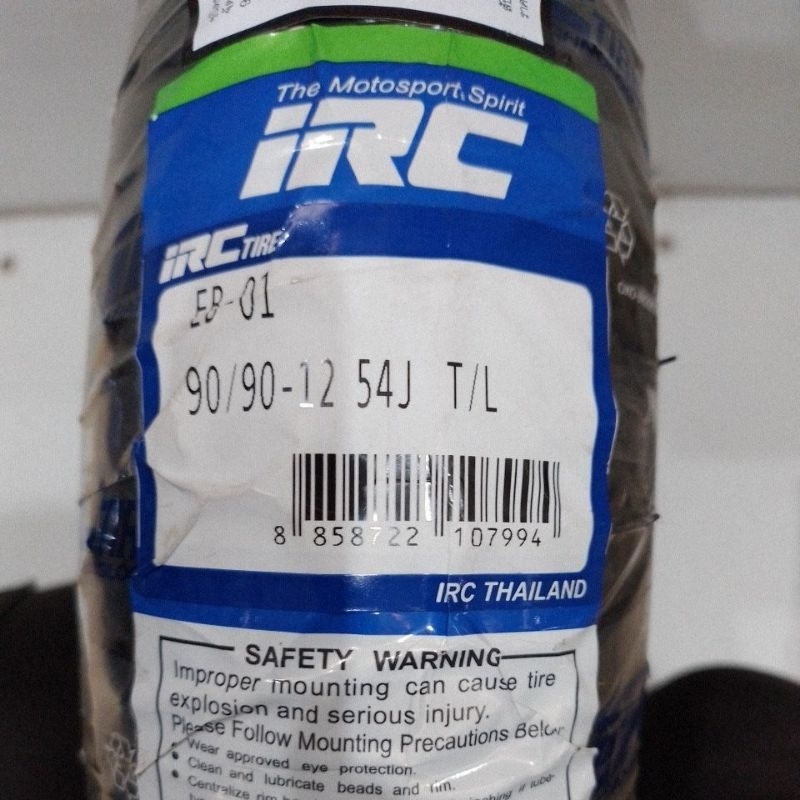 The Motosport Spirit
iRC
iRC TIRE
EB-01
90/90-12 54J T/L
8 858722 107994
IRC THAILAND
SAFETY WARNING
Improper mounting can cause tire
explosion and serious injury.
Please Follow Mounting Precautions Below
• Wear approved eye protection.
• Clean and lubricate beads and rim.
• Centralize rim